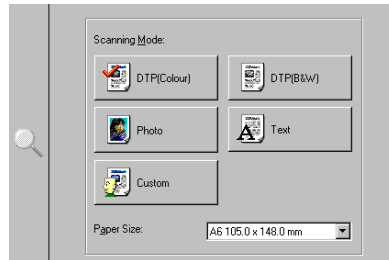 Scanning Mode:
DTP(Colour) DTP(B&W)
Photo Text
Custom
Paper Size: A6 105.0 x 148.0 mm